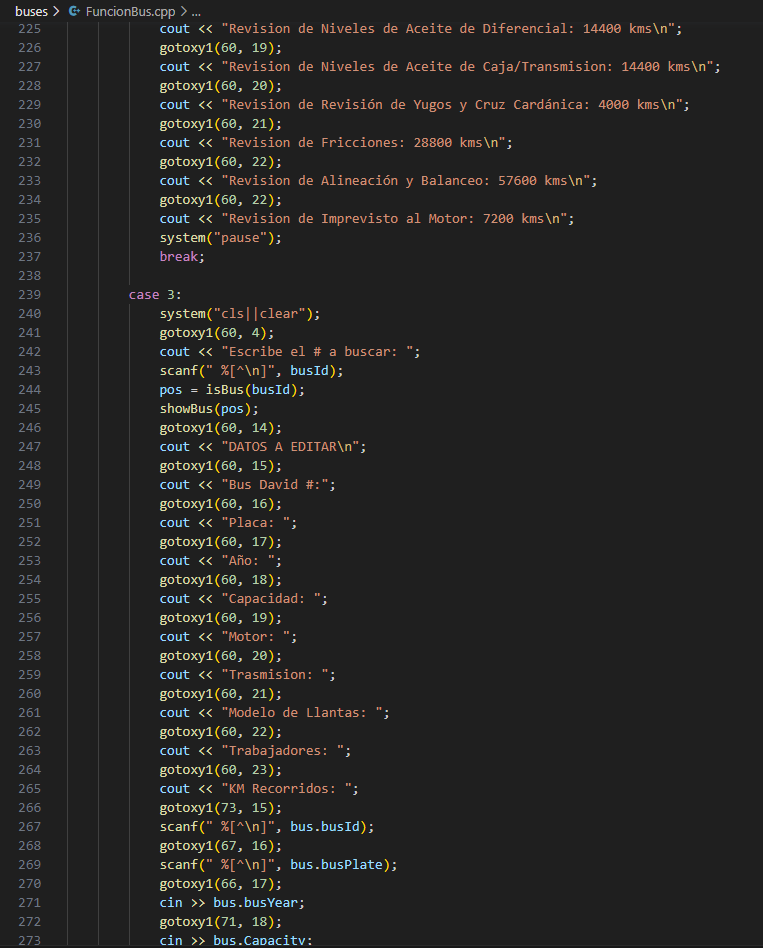 buses > FuncionBus.cpp > ...
225 cout << "Revision de Niveles de Aceite de Diferencial: 14400 kms\n";
226 gotoxy1(60, 19);
227 cout << "Revision de Niveles de Aceite de Caja/Transmision: 14400 kms\n";
228 gotoxy1(60, 20);
229 cout << "Revision de Revisión de Yugos y Cruz Cardánica: 4000 kms\n";
230 gotoxy1(60, 21);
231 cout << "Revision de Fricciones: 28800 kms\n";
232 gotoxy1(60, 22);
233 cout << "Revision de Alineación y Balanceo: 57600 kms\n";
234 gotoxy1(60, 22);
235 cout << "Revision de Imprevisto al Motor: 7200 kms\n";
236 system("pause");
237 break;
238
239 case 3:
240 system("cls||clear");
241 gotoxy1(60, 4);
242 cout << "Escribe el # a buscar: ";
243 scanf(" %[^\n]", busId);
244 pos = isBus(busId);
245 showBus(pos);
246 gotoxy1(60, 14);
247 cout << "DATOS A EDITAR\n";
248 gotoxy1(60, 15);
249 cout << "Bus David #:";
250 gotoxy1(60, 16);
251 cout << "Placa: ";
252 gotoxy1(60, 17);
253 cout << "Año: ";
254 gotoxy1(60, 18);
255 cout << "Capacidad: ";
256 gotoxy1(60, 19);
257 cout << "Motor: ";
258 gotoxy1(60, 20);
259 cout << "Trasmision: ";
260 gotoxy1(60, 21);
261 cout << "Modelo de Llantas: ";
262 gotoxy1(60, 22);
263 cout << "Trabajadores: ";
264 gotoxy1(60, 23);
265 cout << "KM Recorridos: ";
266 gotoxy1(73, 15);
267 scanf(" %[^\n]", bus.busId);
268 gotoxy1(67, 16);
269 scanf(" %[^\n]", bus.busPlate);
270 gotoxy1(66, 17);
271 cin >> bus.busYear;
272 gotoxy1(71, 18);
273 cin >> bus.Capacity;